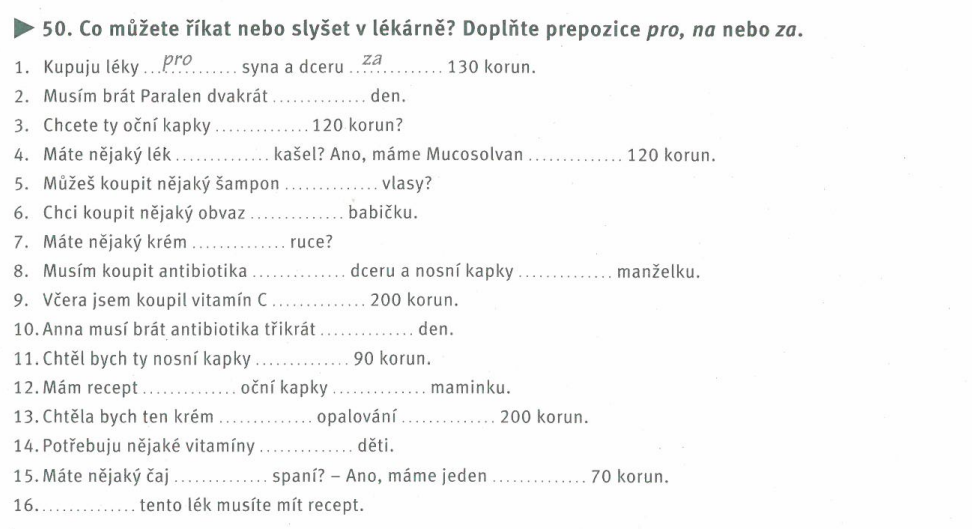 ▶ 50. Co můžete říkat nebo slyšet v lékárně? Doplňte prepozice pro, na nebo za.
1. Kupuju léky ...pro.......... syna a dceru ..za........... 130 korun.
2. Musím brát Paralen dvakrát .............. den.
3. Chcete ty oční kapky .............. 120 korun?
4. Máte nějaký lék .............. kašel? Ano, máme Mucosolvan .............. 120 korun.
5. Můžeš koupit nějaký šampon .............. vlasy?
6. Chci koupit nějaký obvaz .............. babičku.
7. Máte nějaký krém .............. ruce?
8. Musím koupit antibiotika .............. dceru a nosní kapky .............. manželku.
9. Včera jsem koupil vitamín C .............. 200 korun.
10. Anna musí brát antibiotika třikrát .............. den.
11. Chtěl bych ty nosní kapky .............. 90 korun.
12. Mám recept .............. oční kapky .............. maminku.
13. Chtěla bych ten krém .............. opalování .............. 200 korun.
14. Potřebuju nějaké vitamíny .............. děti.
15. Máte nějaký čaj .............. spaní? – Ano, máme jeden .............. 70 korun.
16. .............. tento lék musíte mít recept.